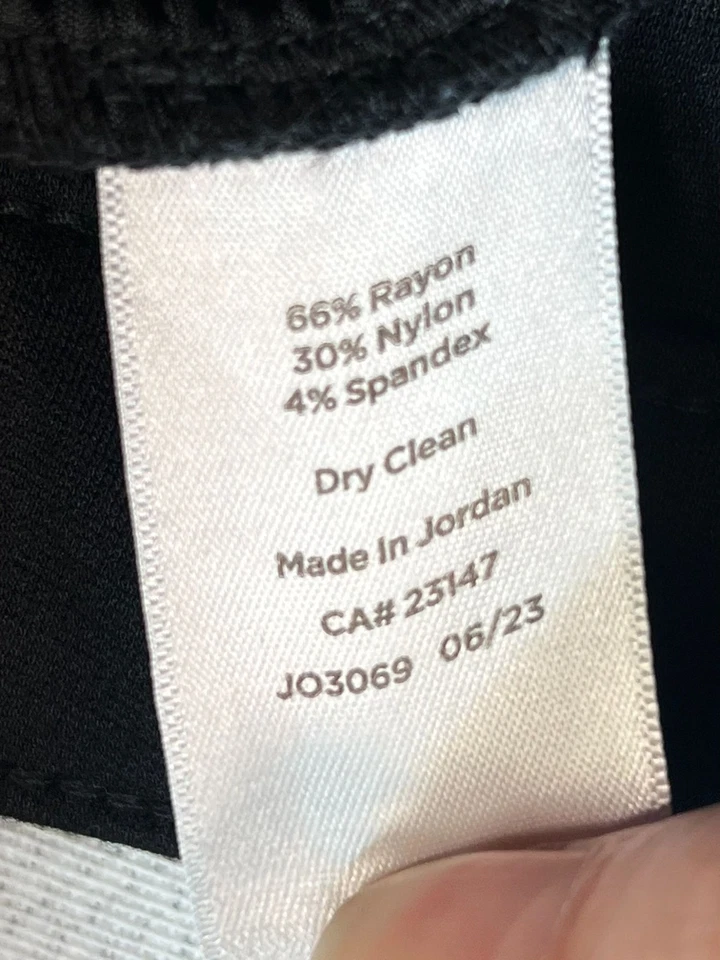 66% Rayon
30% Nylon
4% Spandex
Dry Clean
Made In Jordan
CA# 23147
JO3069 06/23